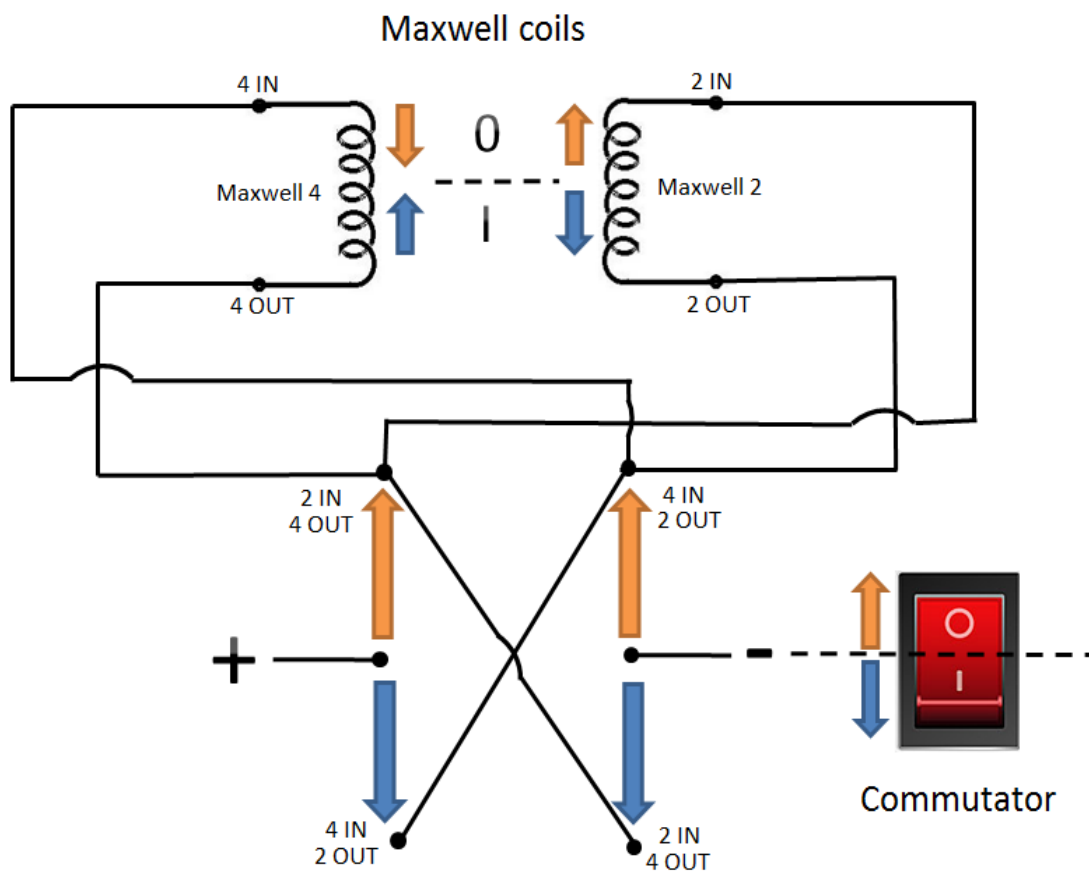 Maxwell coils
4 IN
2 IN
0
Maxwell 4
Maxwell 2
I
4 OUT
2 OUT
2 IN
4 OUT
4 IN
2 OUT
+
-
O
I
Commutator
4 IN
2 OUT
2 IN
4 OUT